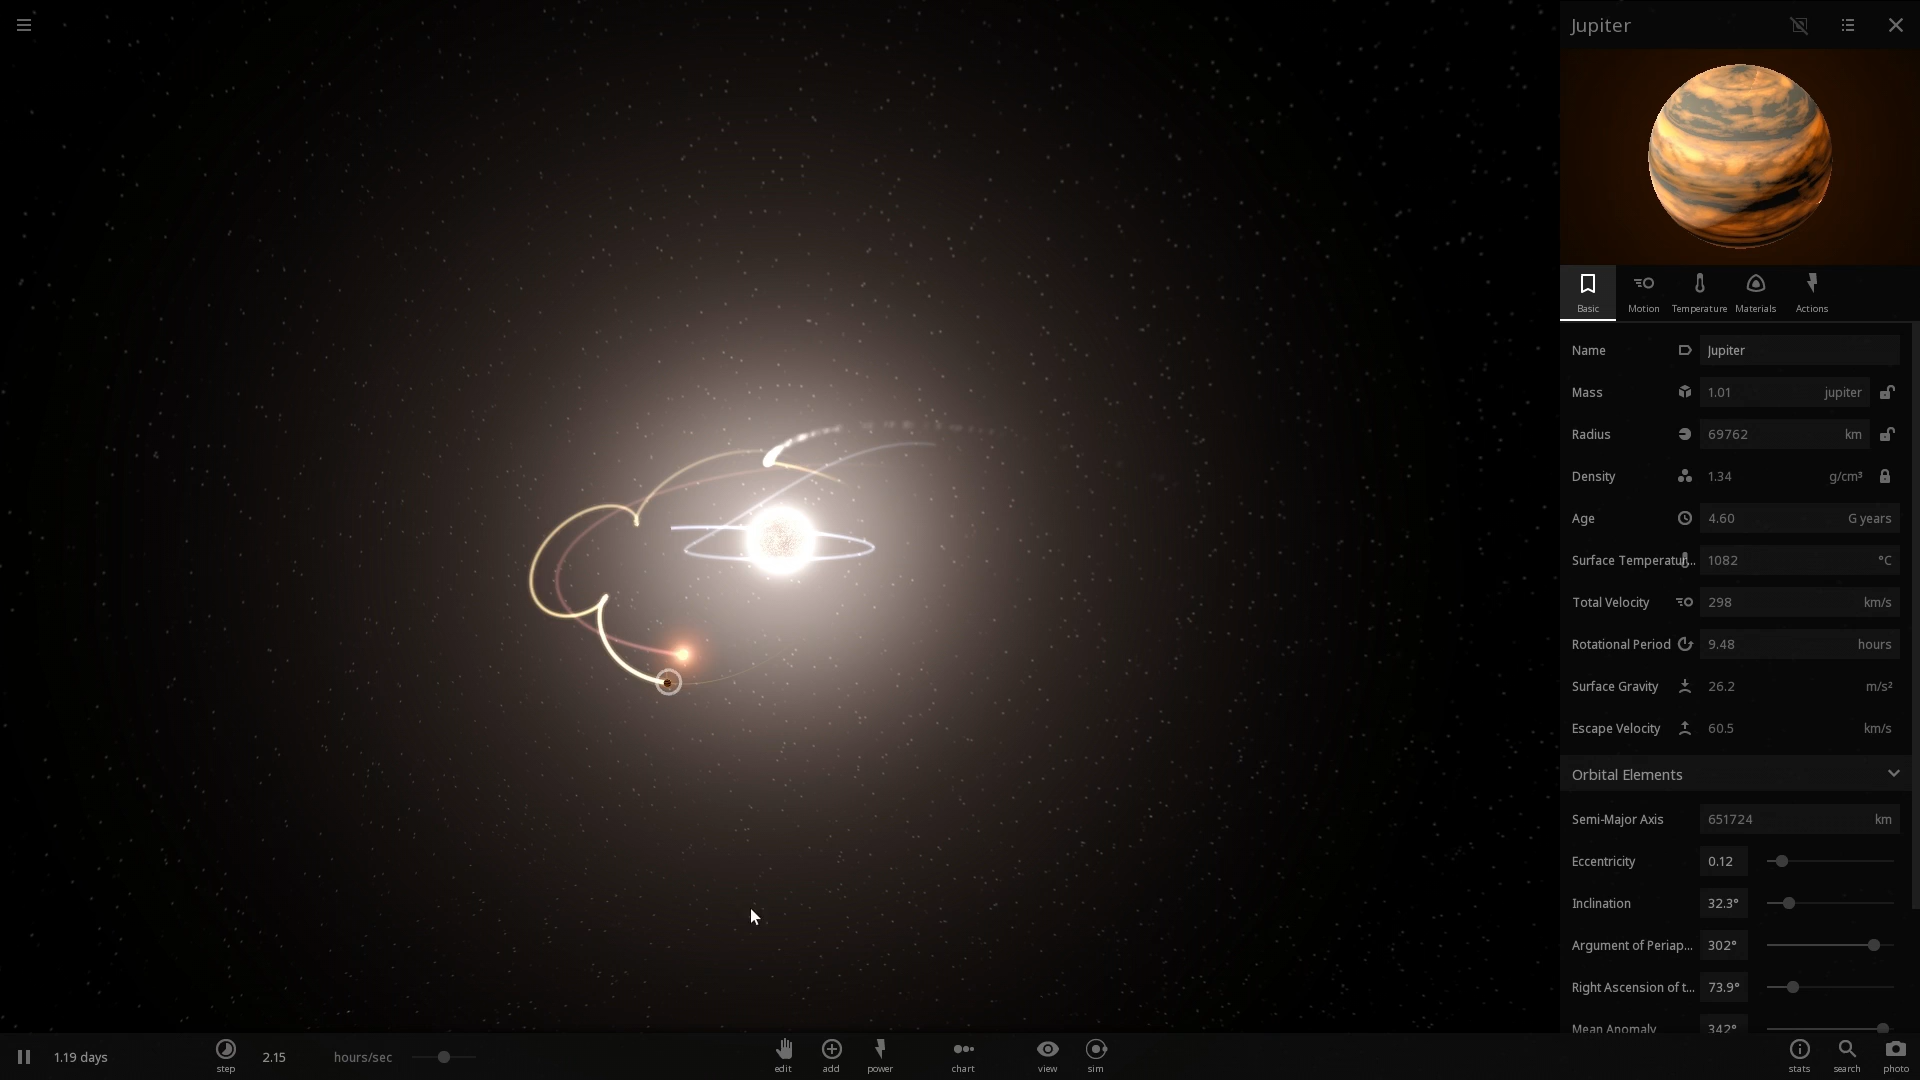 Jupiter
Basic
Motion
Temperature
Materials
Actions
Name Jupiter
Mass 1.01 jupiter
Radius 69762 km
Density 1.34 g/cm³
Age 4.60 G years
Surface Temperatur... 1082 °C
Total Velocity 298 km/s
Rotational Period 9.48 hours
Surface Gravity 26.2 m/s²
Escape Velocity 60.5 km/s
Orbital Elements
Semi-Major Axis 651724 km
Eccentricity 0.12
Inclination 32.3°
Argument of Periap... 302°
Right Ascension of t... 73.9°
Mean Anomaly 342°
1.19 days
step
2.15 hours/sec
edit
add
power
chart
view
sim
stats
search
photo